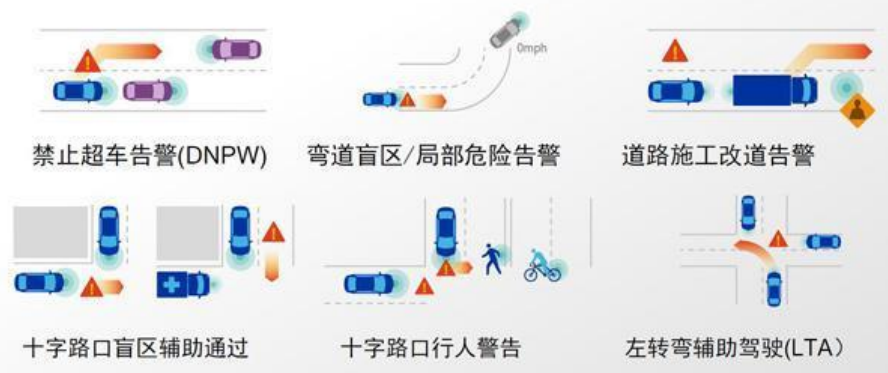 0mph
禁止超车告警(DNPW)
弯道盲区/局部危险告警
道路施工改道告警
十字路口盲区辅助通过
十字路口行人警告
左转弯辅助驾驶(LTA)